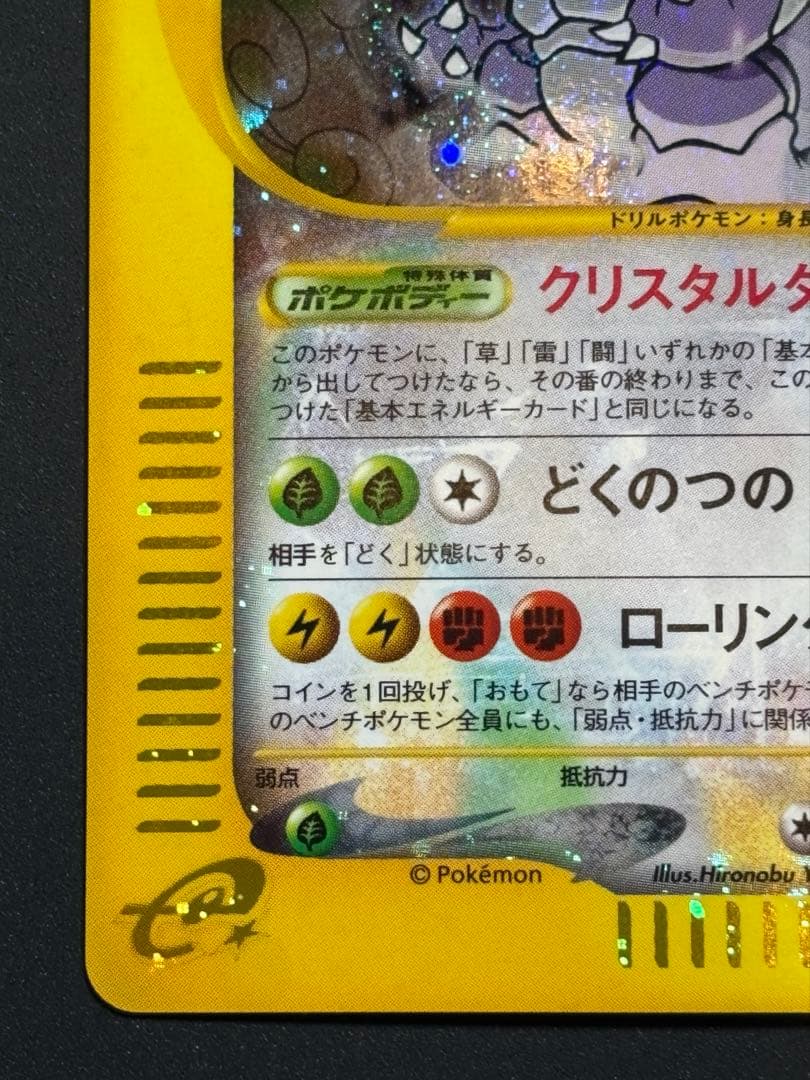 ドリルポケモン：身長
特殊体質
ポケボディー
クリスタルタ
このポケモンに、「草」「雷」「闘」いずれかの「基本
から出してつけたなら、その番の終わりまで、この
つけた「基本エネルギーカード」と同じになる。
どくのつの
相手を「どく」状態にする。
ローリング
コインを1回投げ、「おもて」なら相手のベンチポケモ
のベンチポケモン全員にも、「弱点・抵抗力」に関係
弱点
抵抗力
© Pokémon
Illus.Hironobu Y
e